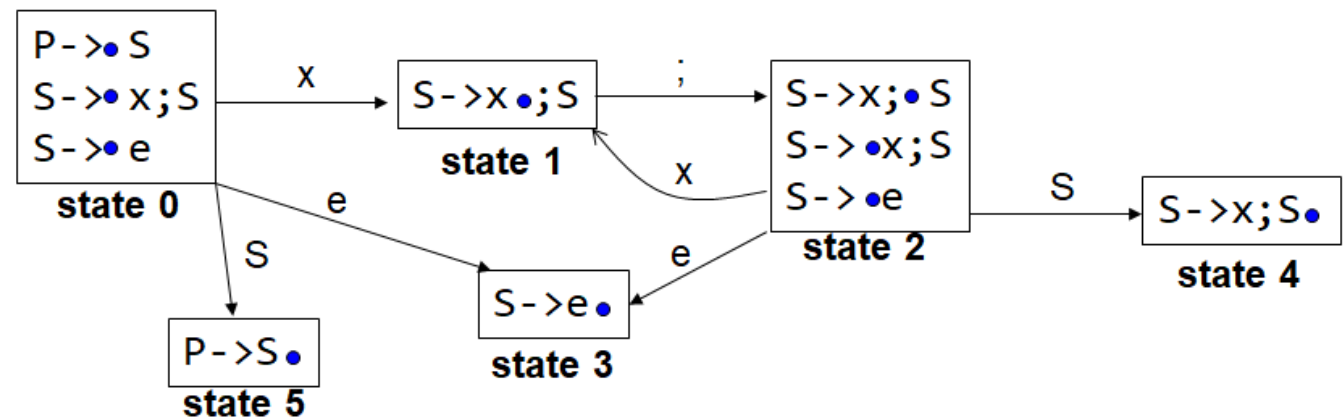 P->• S
S->• x;S
S->• e
state 0
x
S->x •;S
state 1
;
S->x;• S
S-> •x;S
S-> •e
state 2
x
e
S
S->x;S•
state 4
e
S
S->e•
state 3
P->S•
state 5